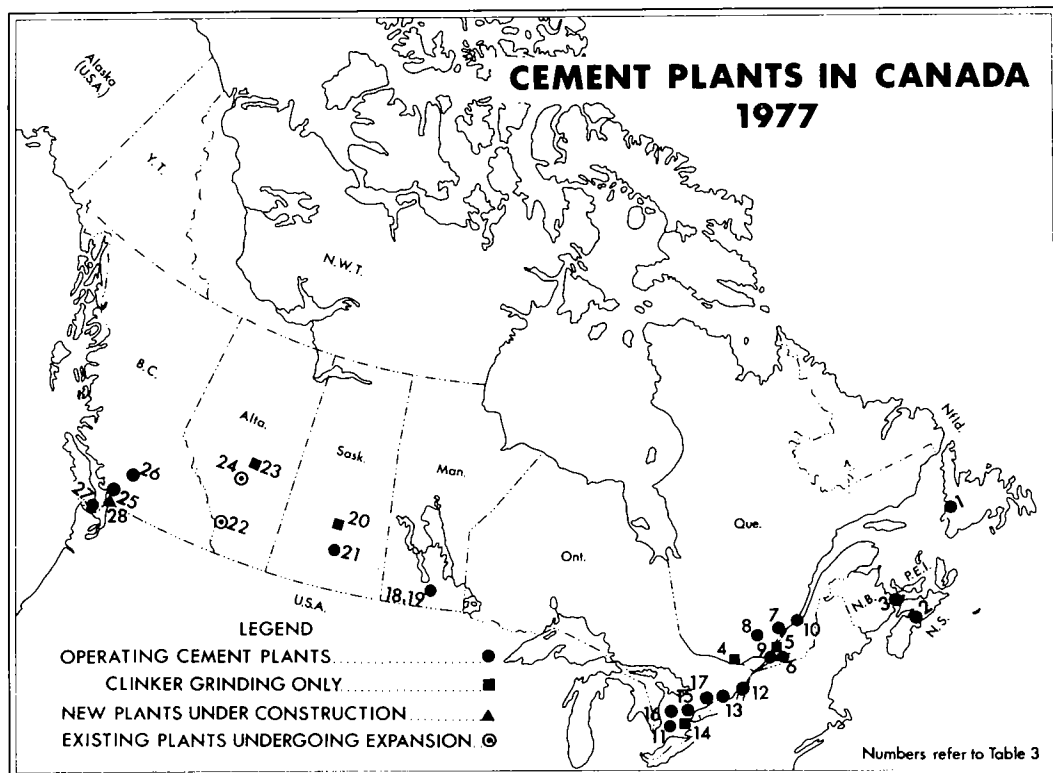 CEMENT PLANTS IN CANADA
1977
Alaska
(U.S.A.)
Y.T.
N.W.T.
B.C.
Alta.
Sask.
Man.
Ont.
Que.
Nfld.
P.E.I.
N.B.
N.S.
U.S.A.
26
27
25
28
24
23
22
20
21
18,19
1
3
2
7
8
10
5
9
4
6
17
12
15
13
16
11
14
LEGEND
OPERATING CEMENT PLANTS
CLINKER GRINDING ONLY
NEW PLANTS UNDER CONSTRUCTION
EXISTING PLANTS UNDERGOING EXPANSION
Numbers refer to Table 3